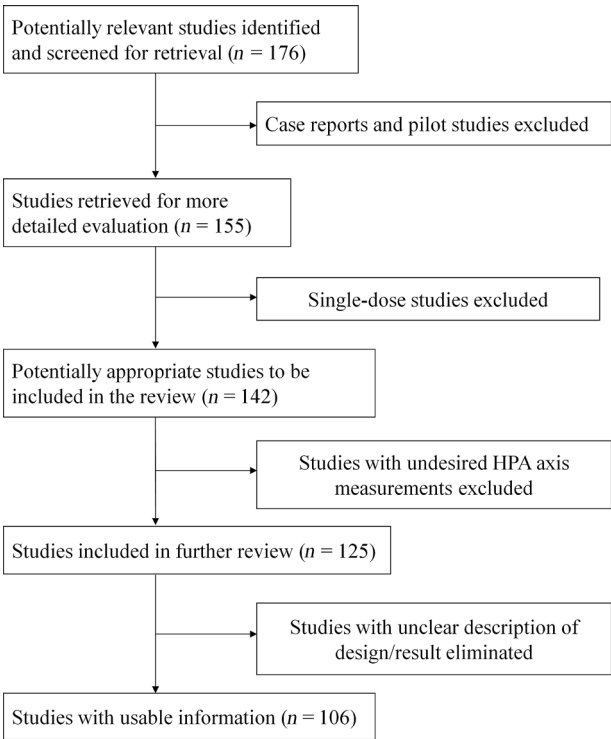 Potentially relevant studies identified
and screened for retrieval (n = 176)
Case reports and pilot studies excluded
Studies retrieved for more
detailed evaluation (n = 155)
Single-dose studies excluded
Potentially appropriate studies to be
included in the review (n = 142)
Studies with undesired HPA axis
measurements excluded
Studies included in further review (n = 125)
Studies with unclear description of
design/result eliminated
Studies with usable information (n = 106)